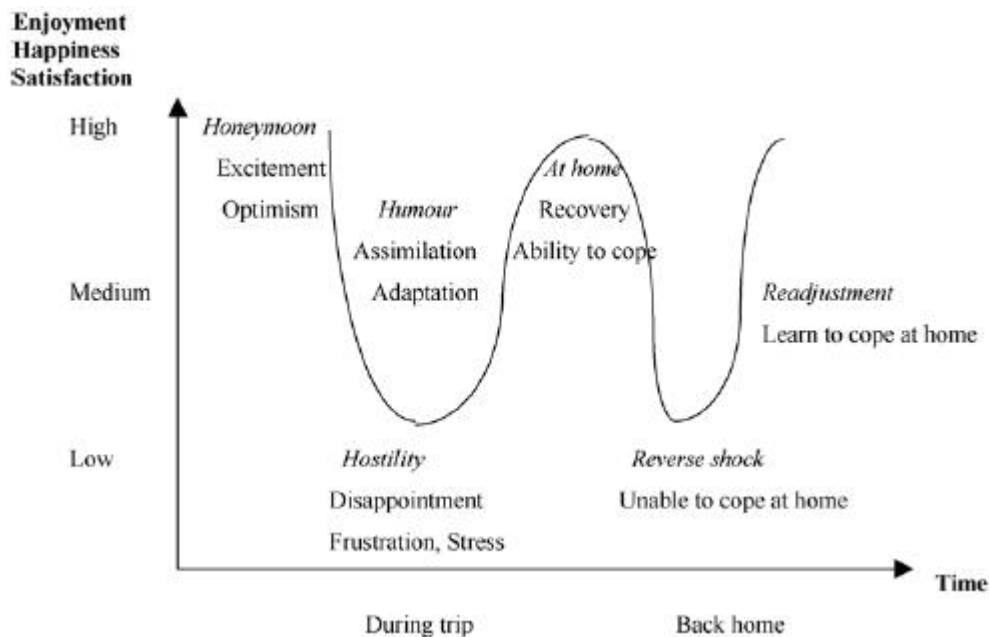 Enjoyment
Happiness
Satisfaction
High
Honeymoon
Excitement
Optimism
Humour
Assimilation
Adaptation
At home
Recovery
Ability to cope
Medium
Readjustment
Learn to cope at home
Low
Hostility
Disappointment
Frustration, Stress
Reverse shock
Unable to cope at home
Time
During trip
Back home